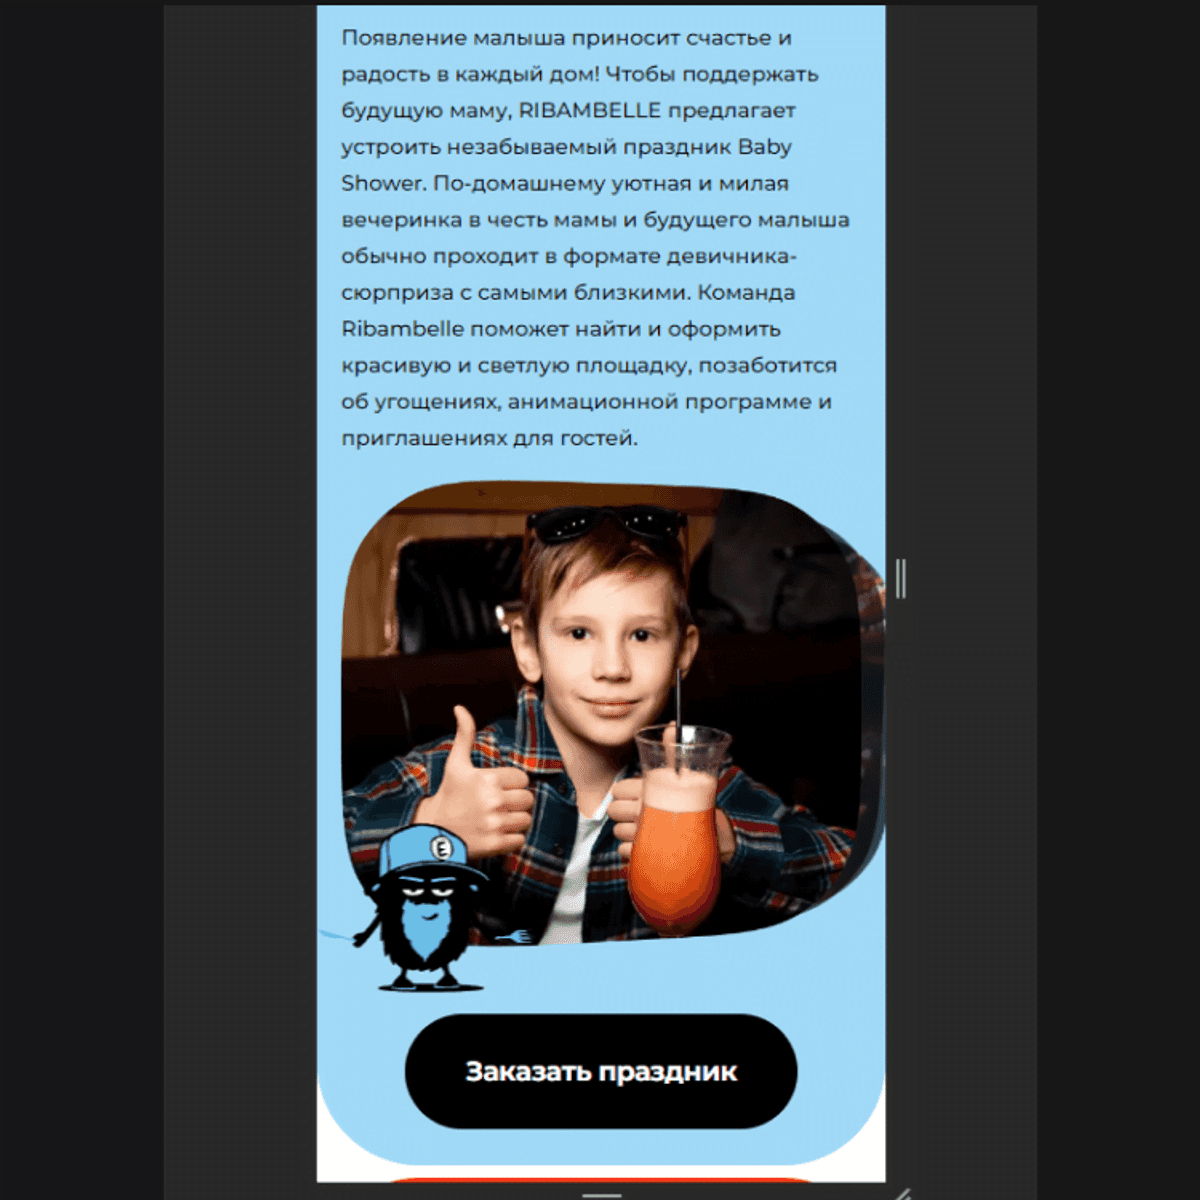 Появление малыша приносит счастье и
радость в каждый дом! Чтобы поддержать
будущую маму, RIBAMBELLE предлагает
устроить незабываемый праздник Baby
Shower. По-домашнему уютная и милая
вечеринка в честь мамы и будущего малыша
обычно проходит в формате девичника-
сюрприза с самыми близкими. Команда
Ribambelle поможет найти и оформить
красивую и светлую площадку, позаботится
об угощениях, анимационной программе и
приглашениях для гостей.
E
Заказать праздник